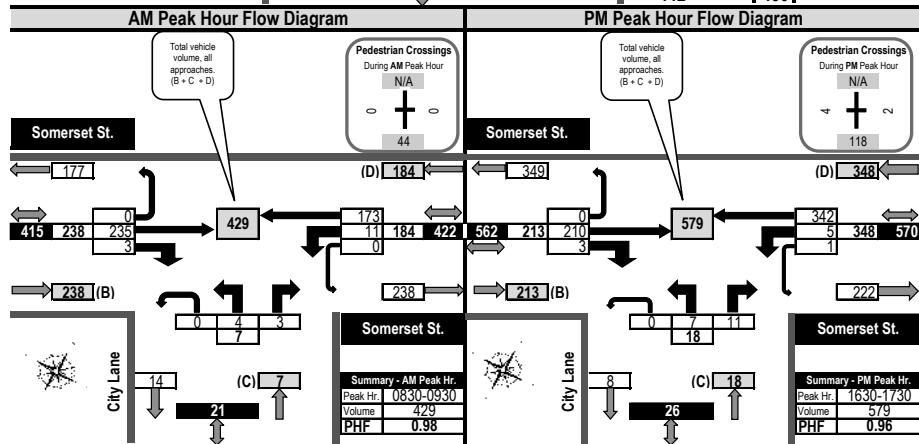 AM Peak Hour Flow Diagram
Total vehicle
volume, all
approaches.
(B + C + D)
Pedestrian Crossings
During AM Peak Hour
N/A
0 0
44
Somerset St.
177
(D) 184
0
235
3
415 238
429
173
11
0
184 422
238 (B)
238
0 4 3
7
Somerset St.
City Lane
14
(C) 7
21
Summary - AM Peak Hr.
Peak Hr. 0830-0930
Volume 429
PHF 0.98
PM Peak Hour Flow Diagram
Total vehicle
volume, all
approaches.
(B + C + D)
Pedestrian Crossings
During PM Peak Hour
N/A
4 2
118
Somerset St.
349
(D) 348
0
210
3
562 213
579
342
5
1
348 570
213 (B)
222
0 7 11
18
Somerset St.
City Lane
8
(C) 18
26
Summary - PM Peak Hr.
Peak Hr. 1630-1730
Volume 579
PHF 0.96